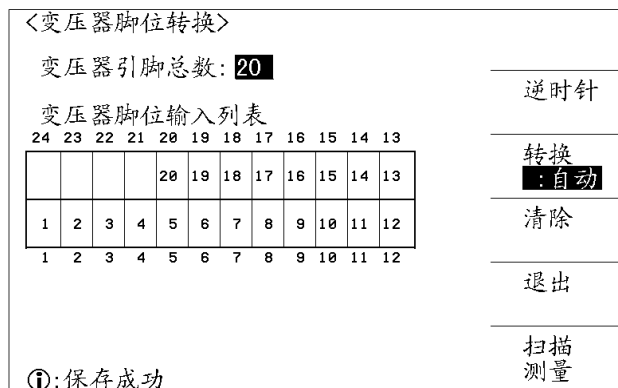 <变压器脚位转换>
变压器引脚总数: 20
变压器脚位输入列表
24 23 22 21 20 19 18 17 16 15 14 13
20 19 18 17 16 15 14 13
1 2 3 4 5 6 7 8 9 10 11 12
1 2 3 4 5 6 7 8 9 10 11 12
ⓘ:保存成功
逆时针
转换
:自动
清除
退出
扫描
测量